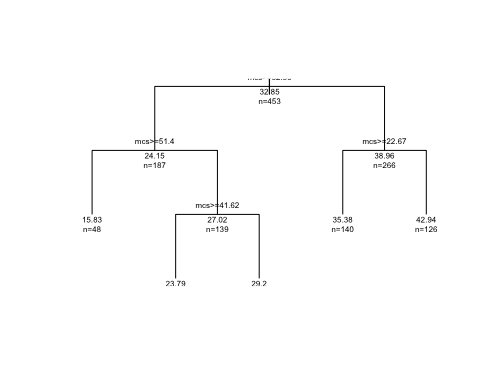 32.85
n=453
mcs>=51.4
mcs>=22.67
24.15
n=187
38.96
n=266
mcs>=41.62
15.83
n=48
27.02
n=139
35.38
n=140
42.94
n=126
23.79
29.2